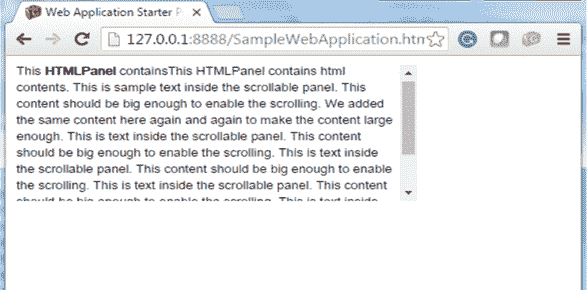 Web Application Starter P
127.0.0.1:8888/SampleWebApplication.htm
This HTMLPanel containsThis HTMLPanel contains html
contents. This is sample text inside the scrollable panel. This
content should be big enough to enable the scrolling. We added
the same content here again and again to make the content large
enough. This is text inside the scrollable panel. This content
should be big enough to enable the scrolling. This is text inside
the scrollable panel. This content should be big enough to enable
the scrolling. This is text inside the scrollable panel. This content
should be big enough to enable the scrolling. This is text inside